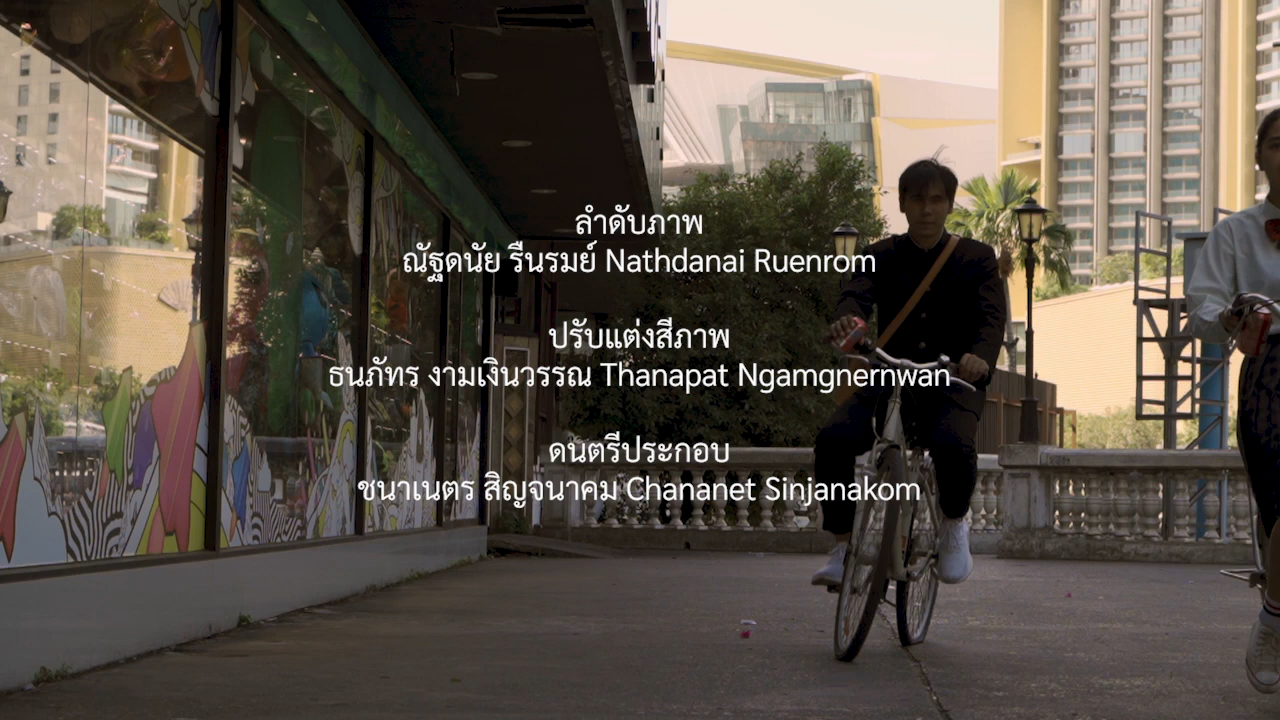 ลำดับภาพ
ณัฐดนัย รื่นรมย์ Nathdanai Ruenrom
ปรับแต่งสีภาพ
ธนภัทร งามเงินวรรณ Thanapat Ngamgnernwan
ดนตรีประกอบ
ชนาเนตร สิญจนาคม Chananet Sinjanakom